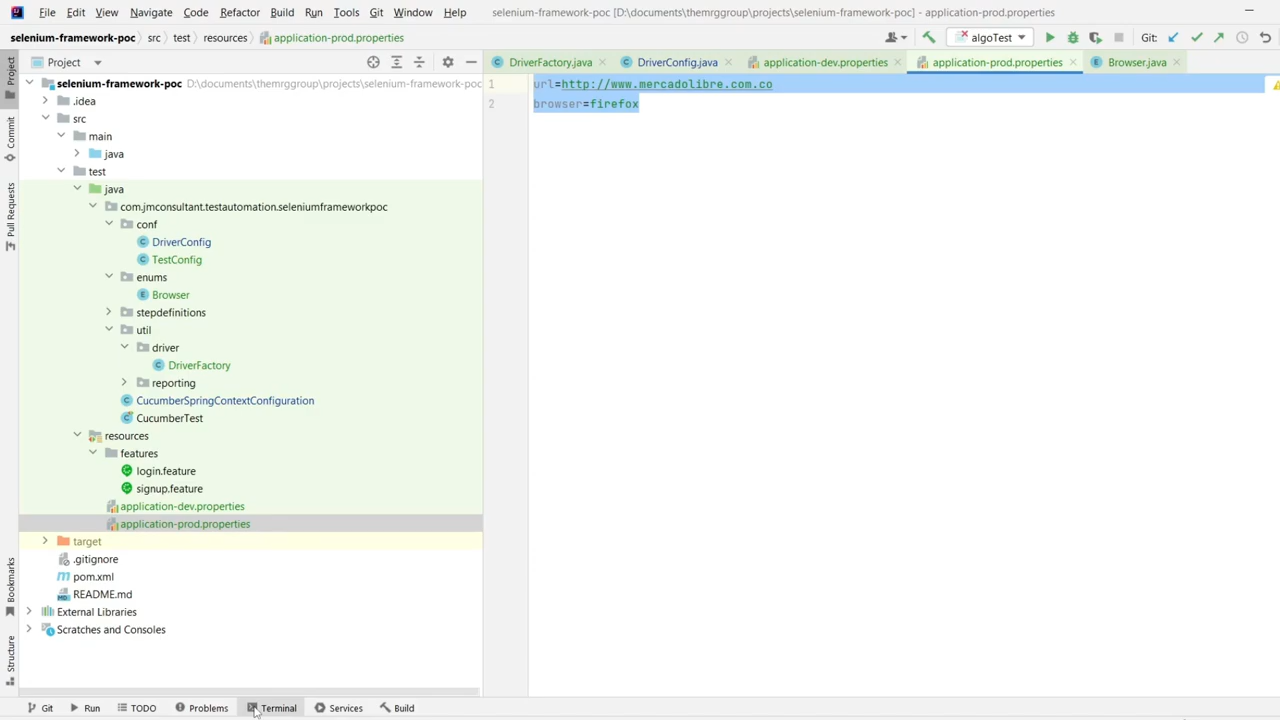 File Edit View Navigate Code Refactor Build Run Tools Git Window Help selenium-framework-poc [D:\documents\themrggroup\projects\selenium-framework-poc] - application-prod.properties
selenium-framework-poc src test resources application-prod.properties algoTest Git:
Project
DriverFactory.java DriverConfig.java application-dev.properties application-prod.properties Browser.java
Project
Commit
Pull Requests
Bookmarks
Structure
selenium-framework-poc D:\documents\themrggroup\projects\selenium-framework-poc
.idea
src
main
java
test
java
com.jmconsultant.testautomation.seleniumframeworkpoc
conf
DriverConfig
TestConfig
enums
Browser
stepdefinitions
util
driver
DriverFactory
reporting
CucumberSpringContextConfiguration
CucumberTest
resources
features
login.feature
signup.feature
application-dev.properties
application-prod.properties
target
.gitignore
pom.xml
README.md
External Libraries
Scratches and Consoles
1 url=http://www.mercadolibre.com.co
2 browser=firefox
Git Run TODO Problems Terminal Services Build